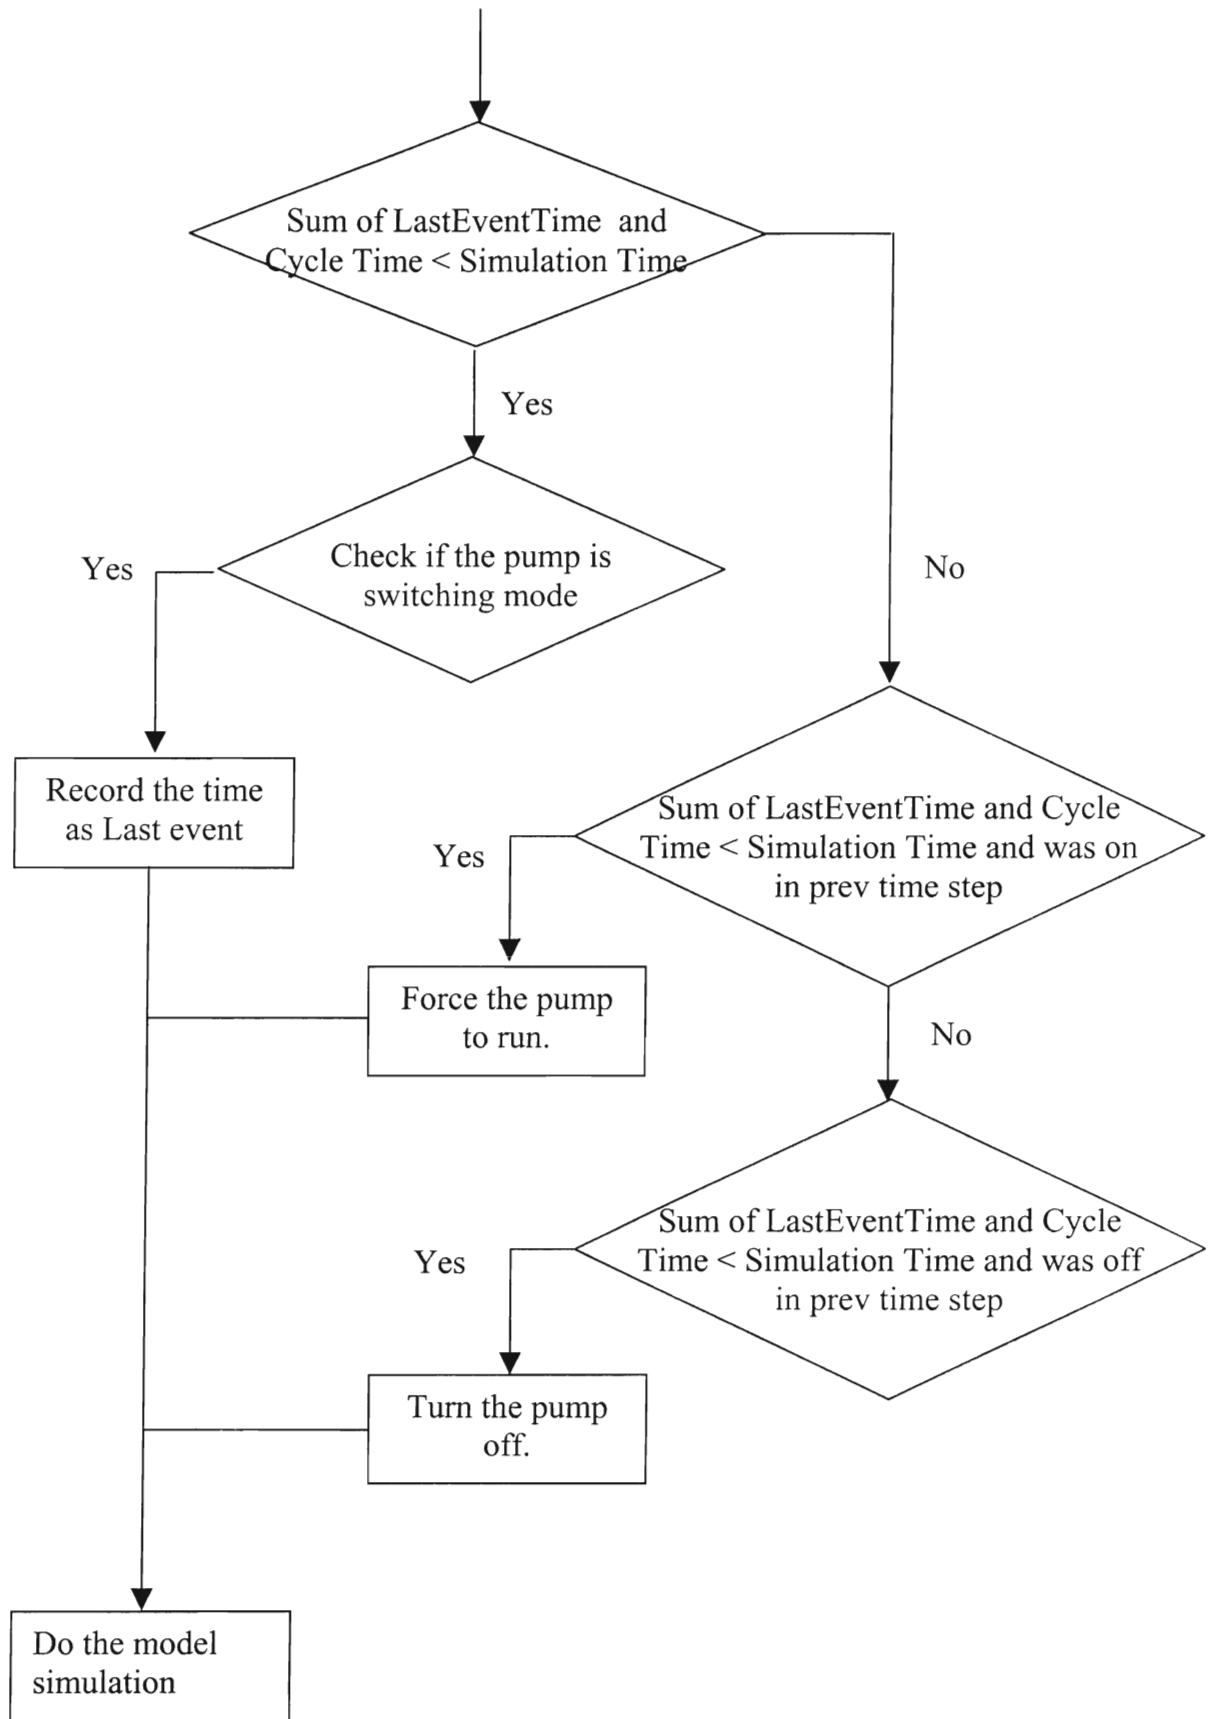 Sum of LastEventTime and
Cycle Time < Simulation Time
Yes
Yes
Check if the pump is
switching mode
No
Record the time
as Last event
Sum of LastEventTime and Cycle
Time < Simulation Time and was on
in prev time step
Yes
Force the pump
to run.
No
Sum of LastEventTime and Cycle
Time < Simulation Time and was off
in prev time step
Yes
Turn the pump
off.
Do the model
simulation